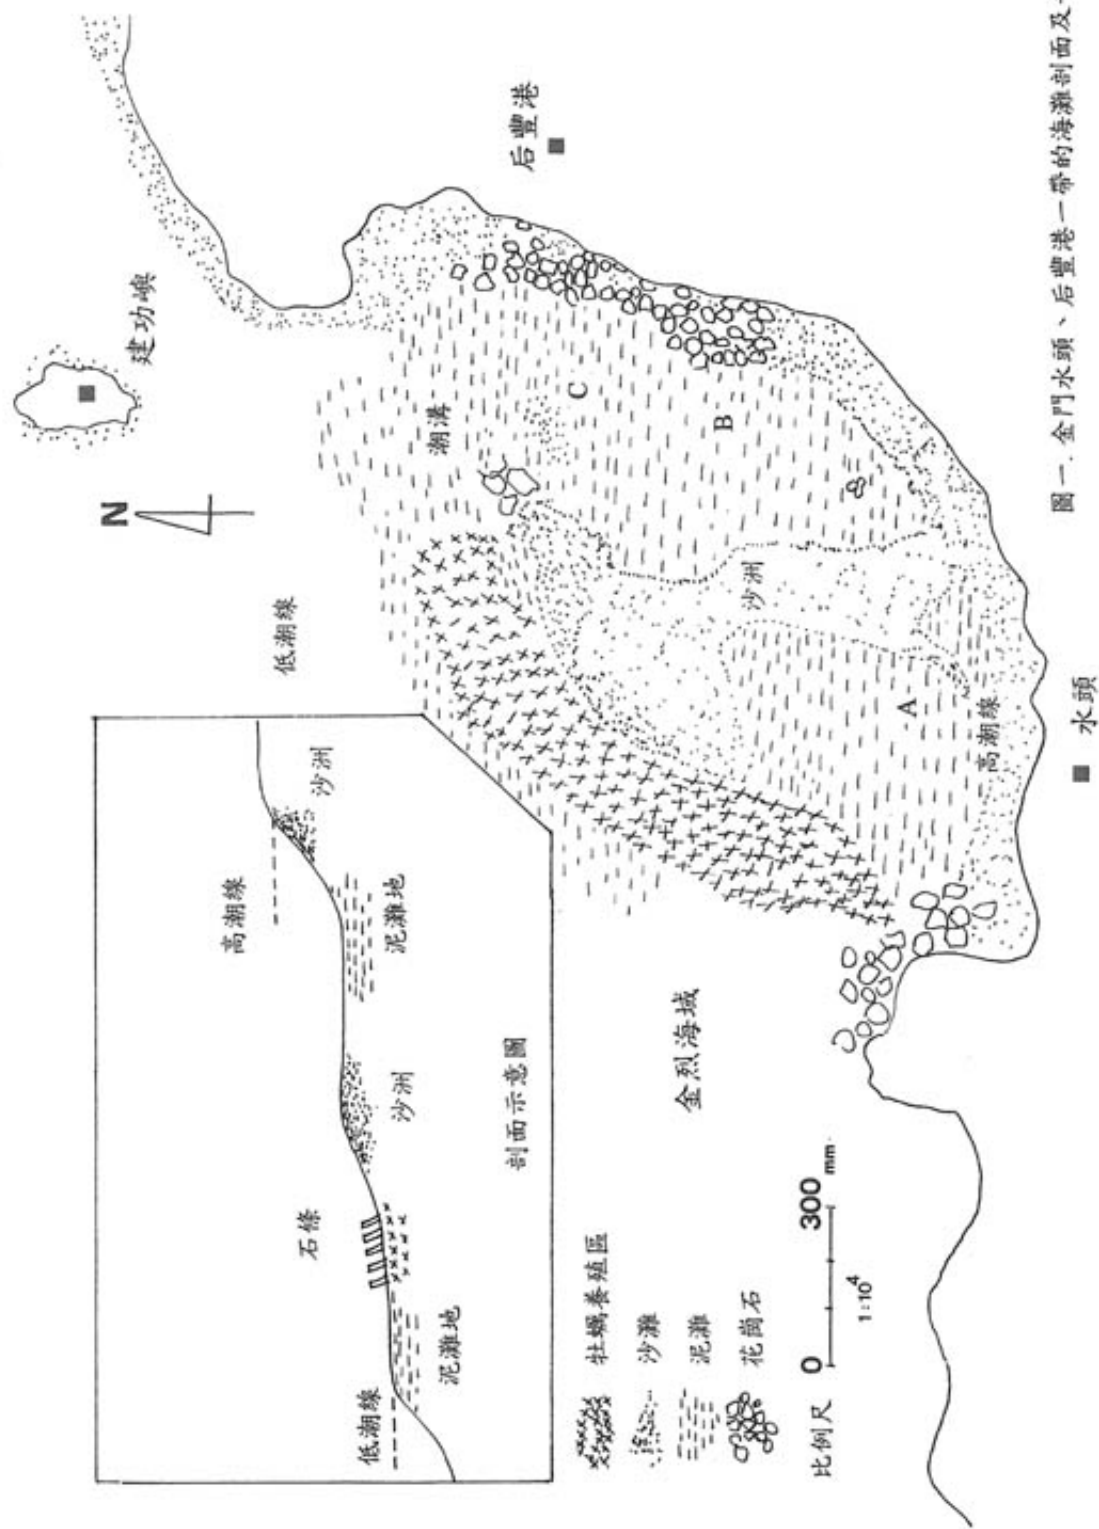 N
建功嶼
后豐港
低潮線
潮溝
C
B
沙洲
A
高潮線
水頭
金烈海域
高潮線
沙洲
泥灘地
沙洲
石條
泥灘地
低潮線
剖面示意圖
牡蠣養殖區
沙灘
泥灘
花崗石
比例尺
0 300 mm
1:10⁴
圖一. 金門水頭、后豐港一帶的海灘剖面及